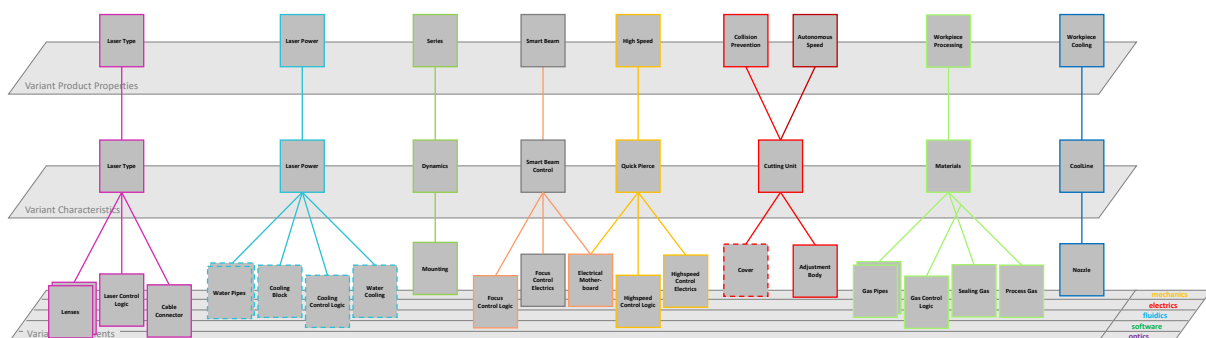 Laser Type
Laser Power
Series
Smart Beam
High Speed
Collision
Prevention
Autonomous
Speed
Workpiece
Processing
Workpiece
Cooling
Variant Product Properties
Laser Type
Laser Power
Dynamics
Smart Beam
Control
Quick Pierce
Cutting Unit
Materials
CoolLine
Variant Characteristics
Lenses
Laser Control
Logic
Cable
Connector
Water Pipes
Cooling
Block
Cooling
Control Logic
Water
Cooling
Mounting
Focus
Control Logic
Focus
Control
Electrics
Electrical
Mother-
board
Highspeed
Control Logic
Highspeed
Control
Electrics
Cover
Adjustment
Body
Gas Pipes
Gas Control
Logic
Sealing Gas
Process Gas
Nozzle
mechanics
electrics
fluidics
software
optics